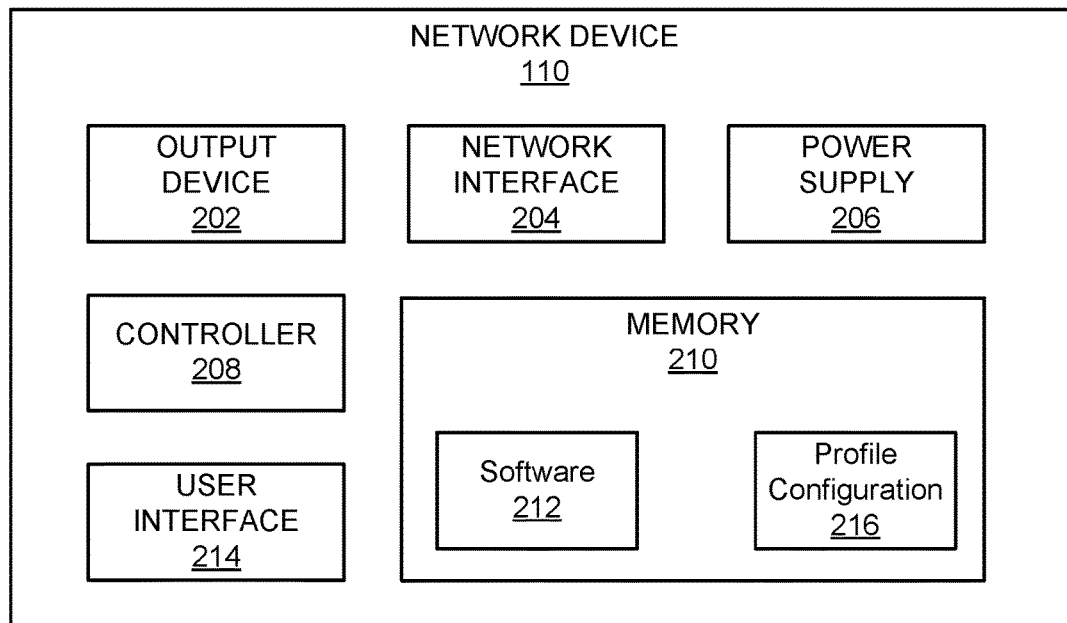 NETWORK DEVICE
110
OUTPUT
DEVICE
202
NETWORK
INTERFACE
204
POWER
SUPPLY
206
CONTROLLER
208
MEMORY
210
Software
212
Profile
Configuration
216
USER
INTERFACE
214